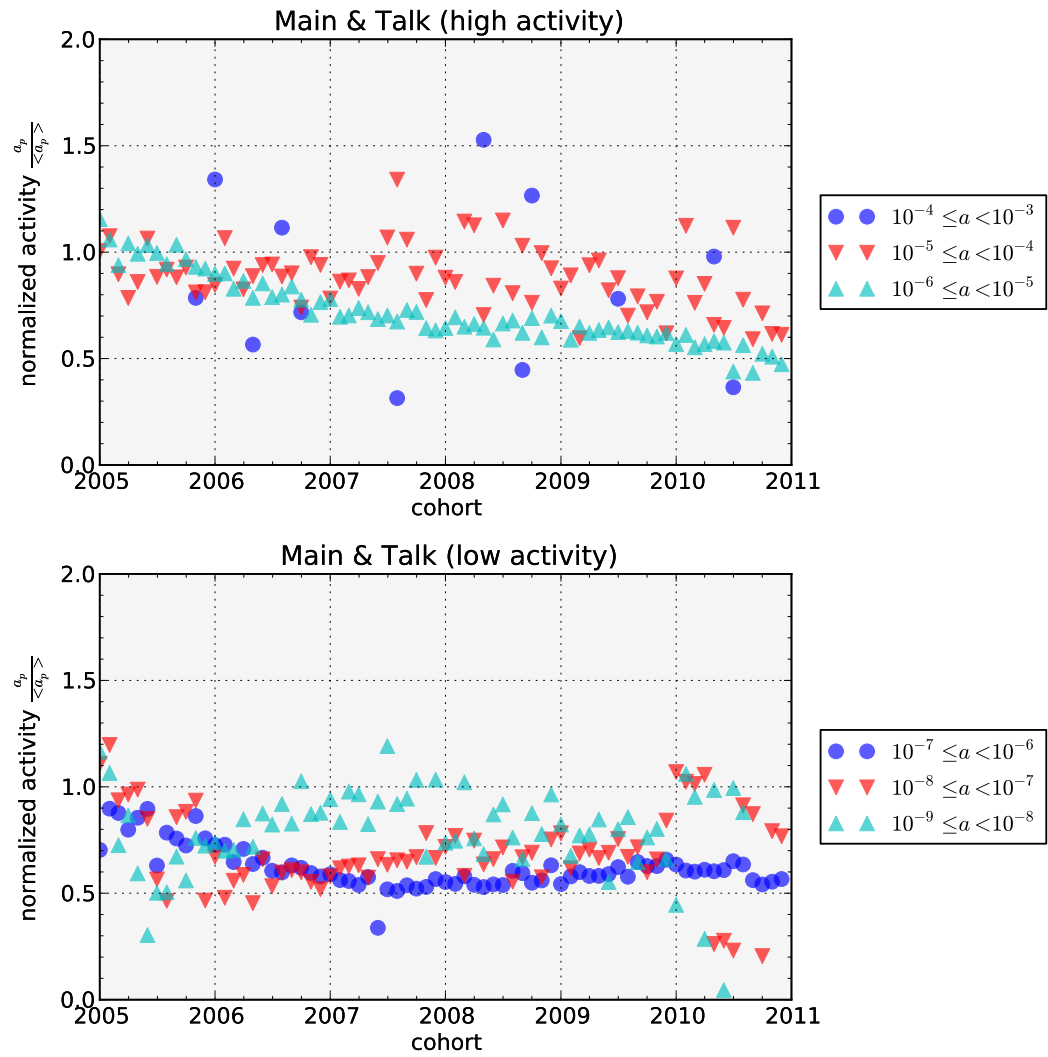 Main & Talk (high activity)
2.0
1.5
1.0
0.5
0.0
normalized activity a_p / <a_p>
2005 2006 2007 2008 2009 2010 2011
cohort
10^-4 ≤a<10^-3
10^-5 ≤a<10^-4
10^-6 ≤a<10^-5
Main & Talk (low activity)
2.0
1.5
1.0
0.5
0.0
normalized activity a_p / <a_p>
2005 2006 2007 2008 2009 2010 2011
cohort
10^-7 ≤a<10^-6
10^-8 ≤a<10^-7
10^-9 ≤a<10^-8